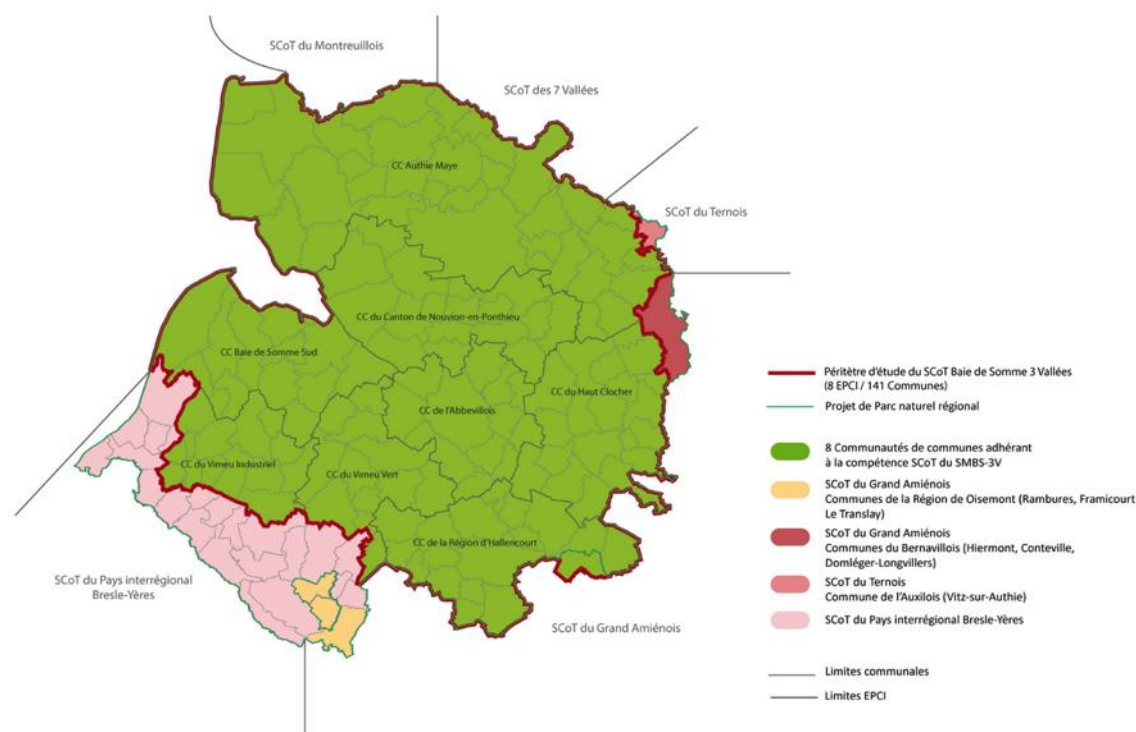 SCoT du Montreuillois
SCoT des 7 Vallées
CC Authie Maye
SCoT du Ternois
CC du Canton de Nouvion-en-Ponthieu
CC Baie de Somme Sud
CC du Haut Clocher
CC de l'Abbevillois
CC du Vimeu Industriel
CC du Vimeu Vert
CC de la Région d'Hallencourt
SCoT du Pays interrégional
Bresle-Yères
SCoT du Grand Amiénois
Péritètre d'étude du SCoT Baie de Somme 3 Vallées
(8 EPCI / 141 Communes)
Projet de Parc naturel régional
8 Communautés de communes adhérant
à la compétence SCoT du SMBS-3V
SCoT du Grand Amiénois
Communes de la Région de Oisemont (Rambures, Framicourt
Le Translay)
SCoT du Grand Amiénois
Communes du Bernavillois (Hiermont, Conteville,
Domléger-Longvillers)
SCoT du Ternois
Commune de l'Auxilois (Vitz-sur-Authie)
SCoT du Pays interrégional Bresle-Yères
Limites communales
Limites EPCI